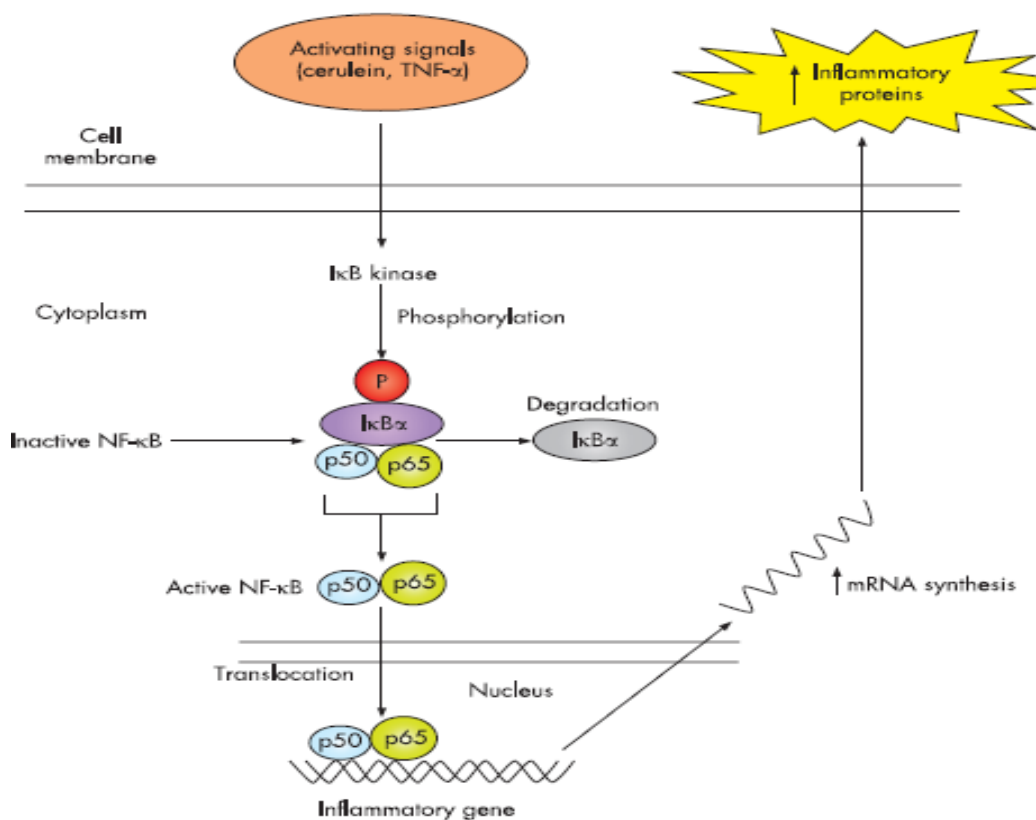 Activating signals
(cerulein, TNF-α)
↑ Inflammatory
proteins
Cell
membrane
IκB kinase
Cytoplasm
Phosphorylation
P
Degradation
IκBα
IκBα
Inactive NF-κB
p50
p65
Active NF-κB
p50
p65
↑ mRNA synthesis
Translocation
Nucleus
p50
p65
Inflammatory gene